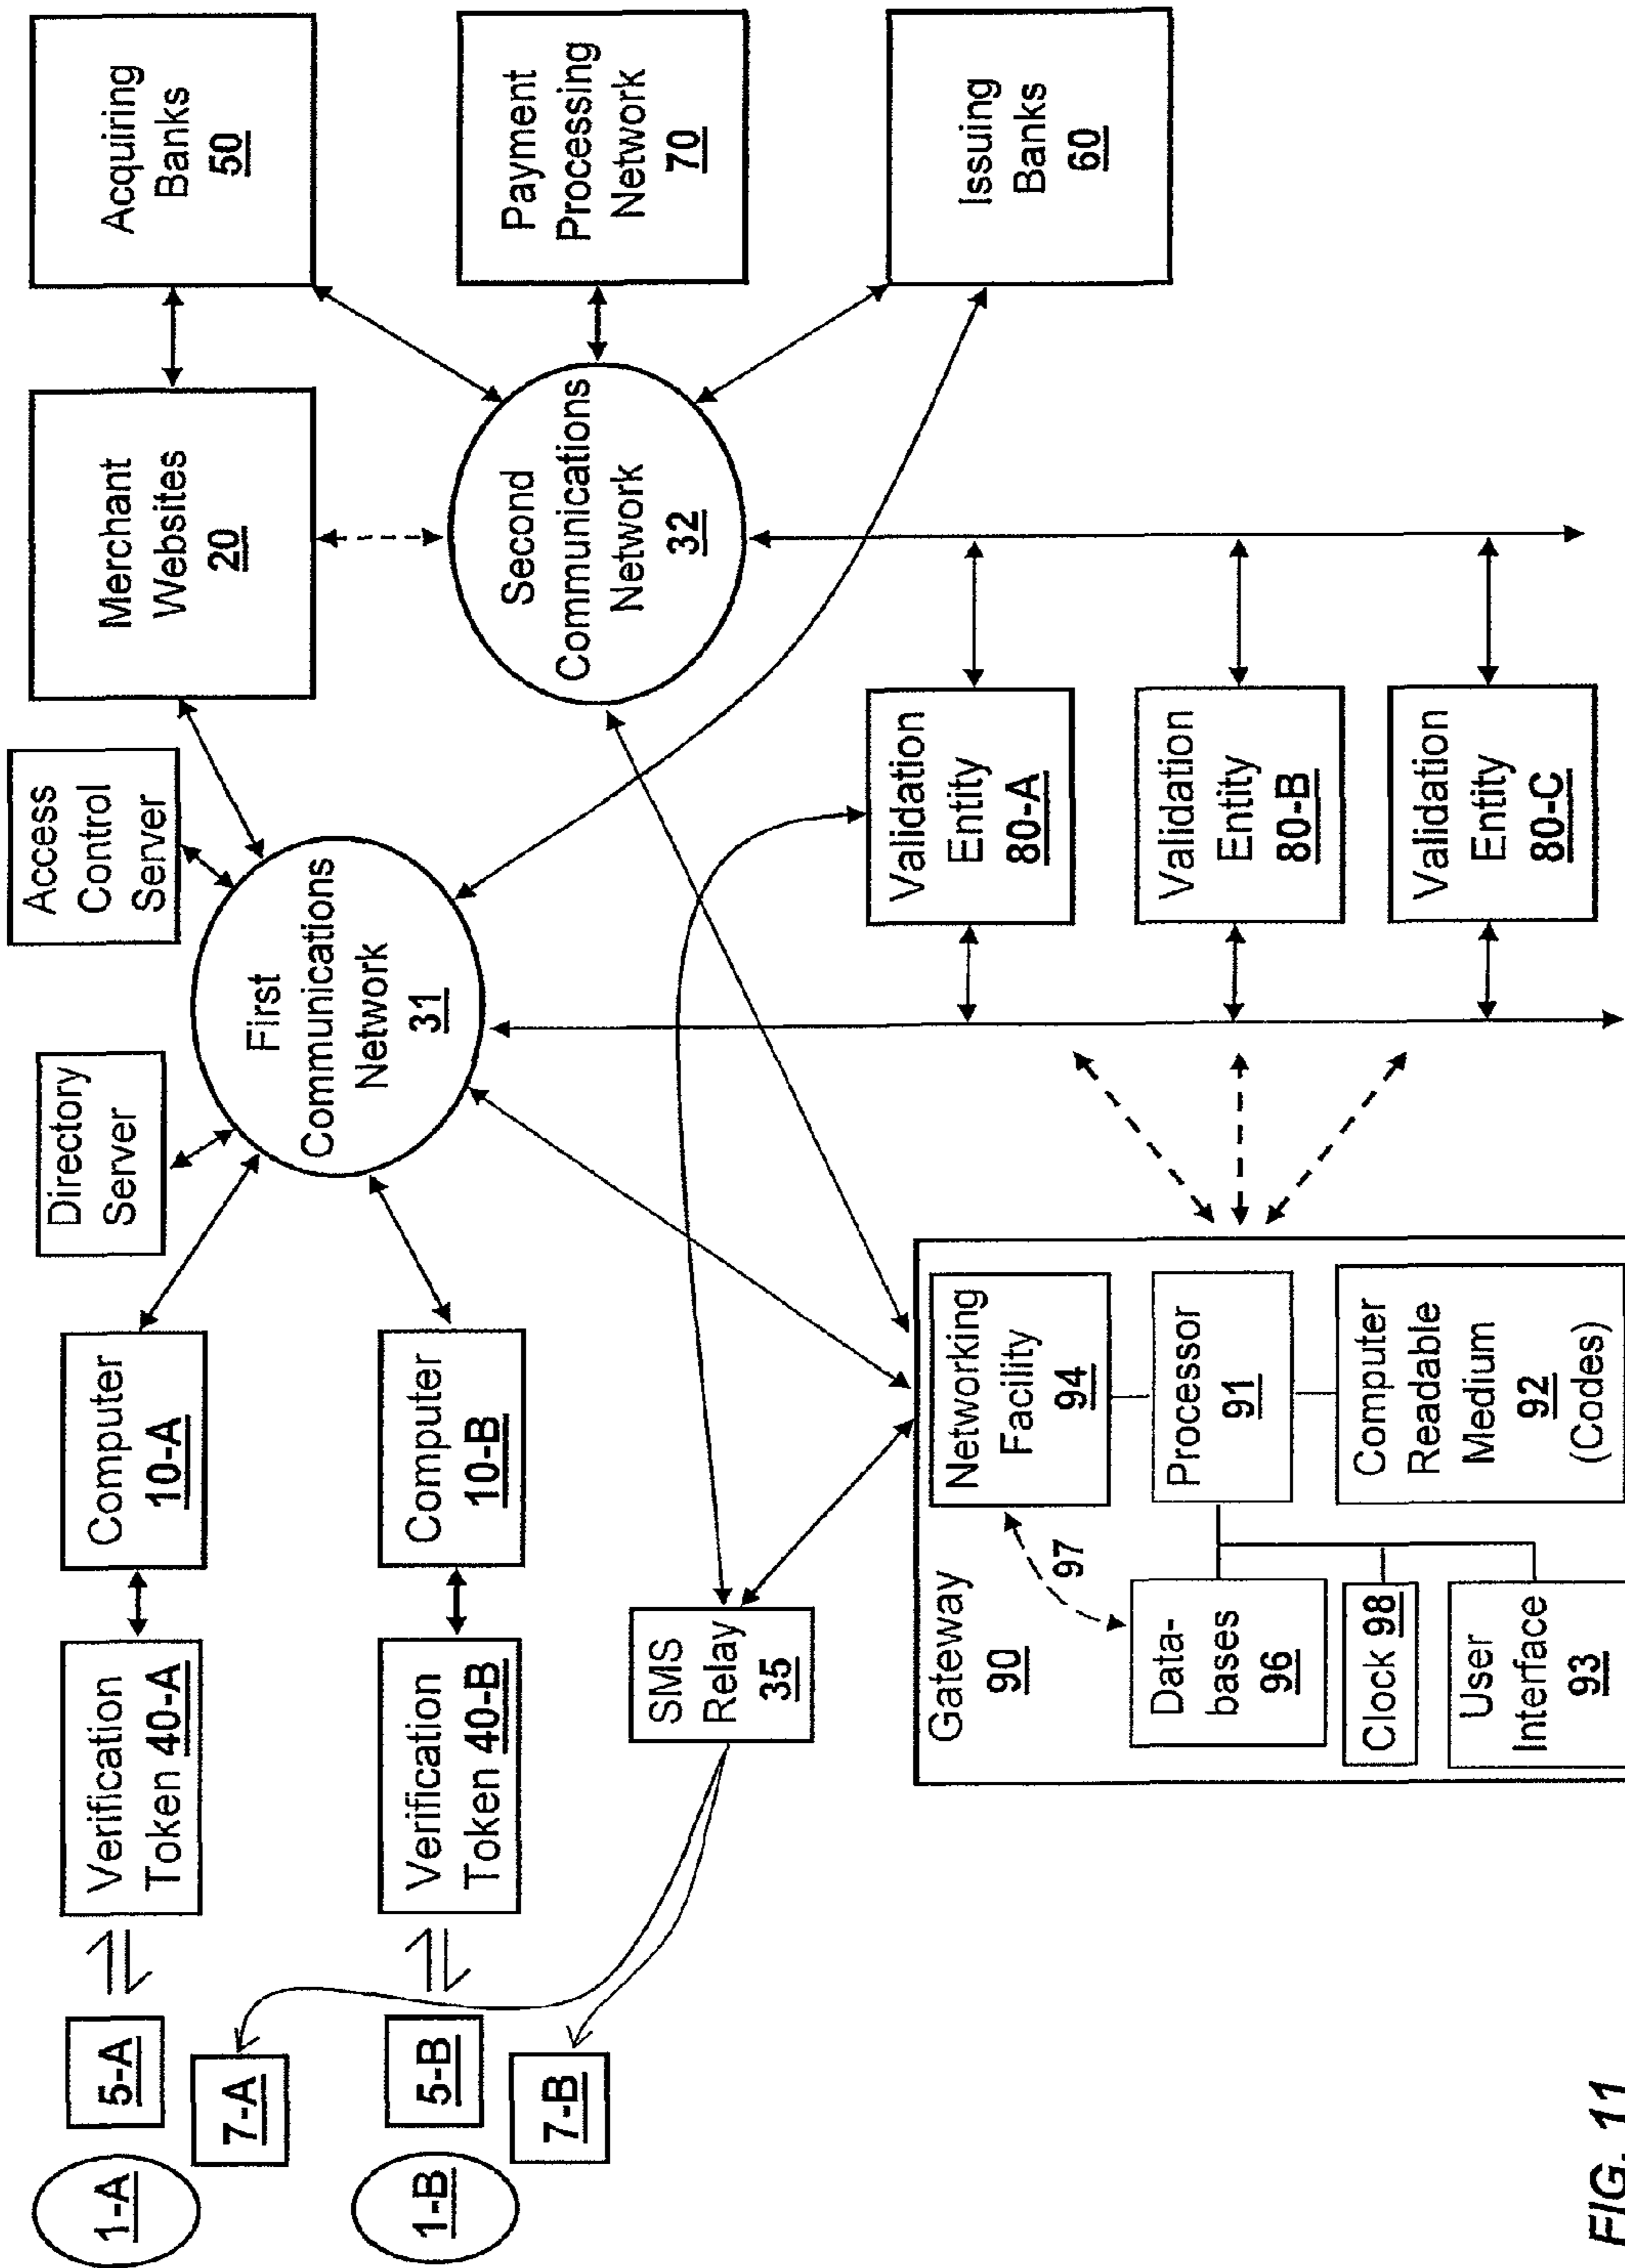 1-A
5-A
7-A
Verification
Token 40-A
Computer
10-A
Directory
Server
First
Communications
Network
31
Access
Control
Server
Merchant
Websites
20
Acquiring
Banks
50
1-B
5-B
7-B
Verification
Token 40-B
Computer
10-B
Second
Communications
Network
32
Payment
Processing
Network
70
Issuing
Banks
60
SMS
Relay
35
Validation
Entity
80-A
Validation
Entity
80-B
Validation
Entity
80-C
Gateway
90
Networking
Facility
94
97
Processor
91
Computer
Readable
Medium
92
(Codes)
Data-
bases
96
Clock 98
User
Interface
93
FIG. 11